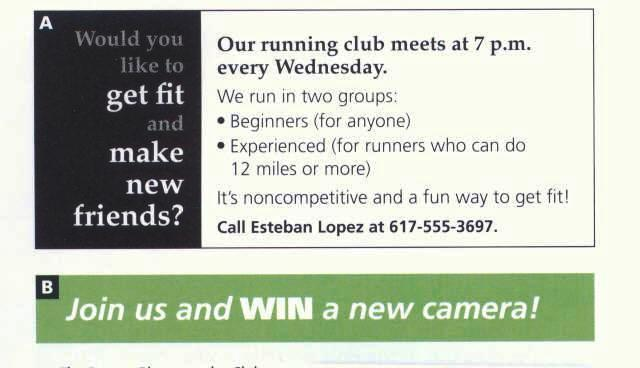 A
Would you
like to
get fit
and
make
new
friends?
Our running club meets at 7 p.m.
every Wednesday.
We run in two groups:
• Beginners (for anyone)
• Experienced (for runners who can do
12 miles or more)
It's noncompetitive and a fun way to get fit!
Call Esteban Lopez at 617-555-3697.
B
Join us and WIN a new camera!